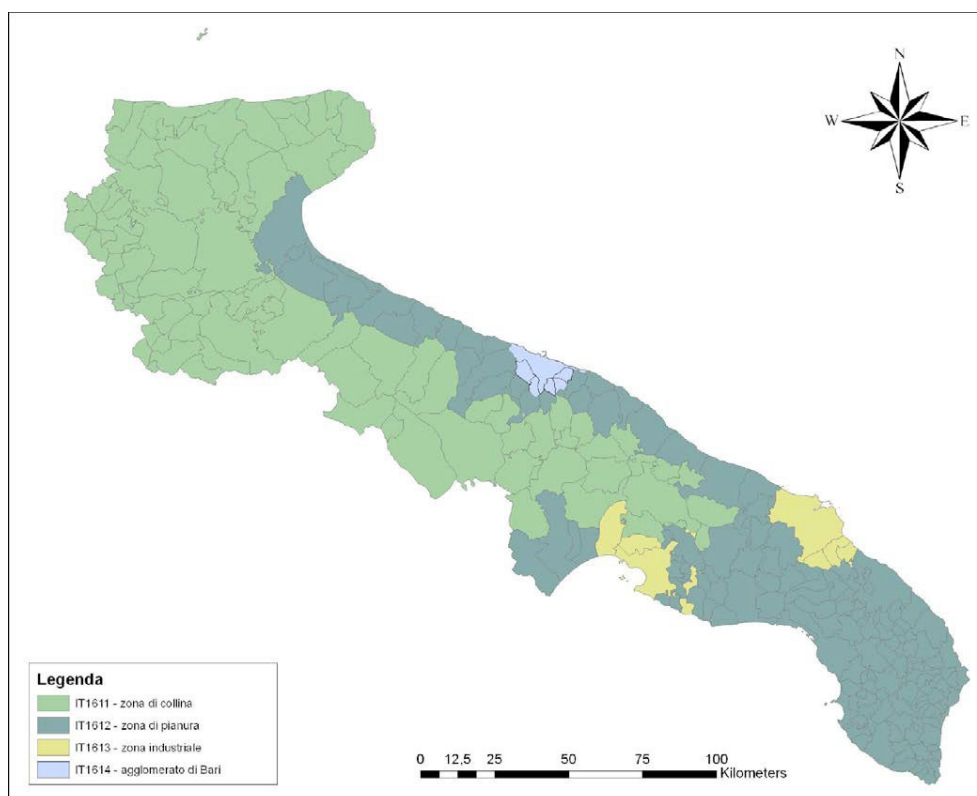 N
W E
S
Legenda
IT1611 - zona di collina
IT1612 - zona di pianura
IT1613 - zona industriale
IT1614 - agglomerato di Bari
0 12,5 25 50 75 100
Kilometers